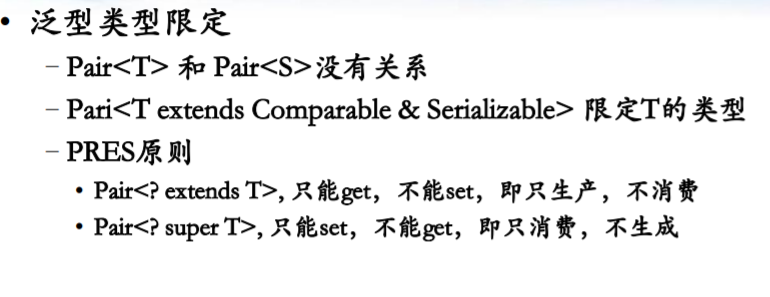 • 泛型类型限定
– Pair<T> 和 Pair<S>没有关系
– Pari<T extends Comparable & Serializable> 限定T的类型
– PRES原则
• Pair<? extends T>, 只能get，不能set，即只生产，不消费
• Pair<? super T>, 只能set，不能get，即只消费，不生成